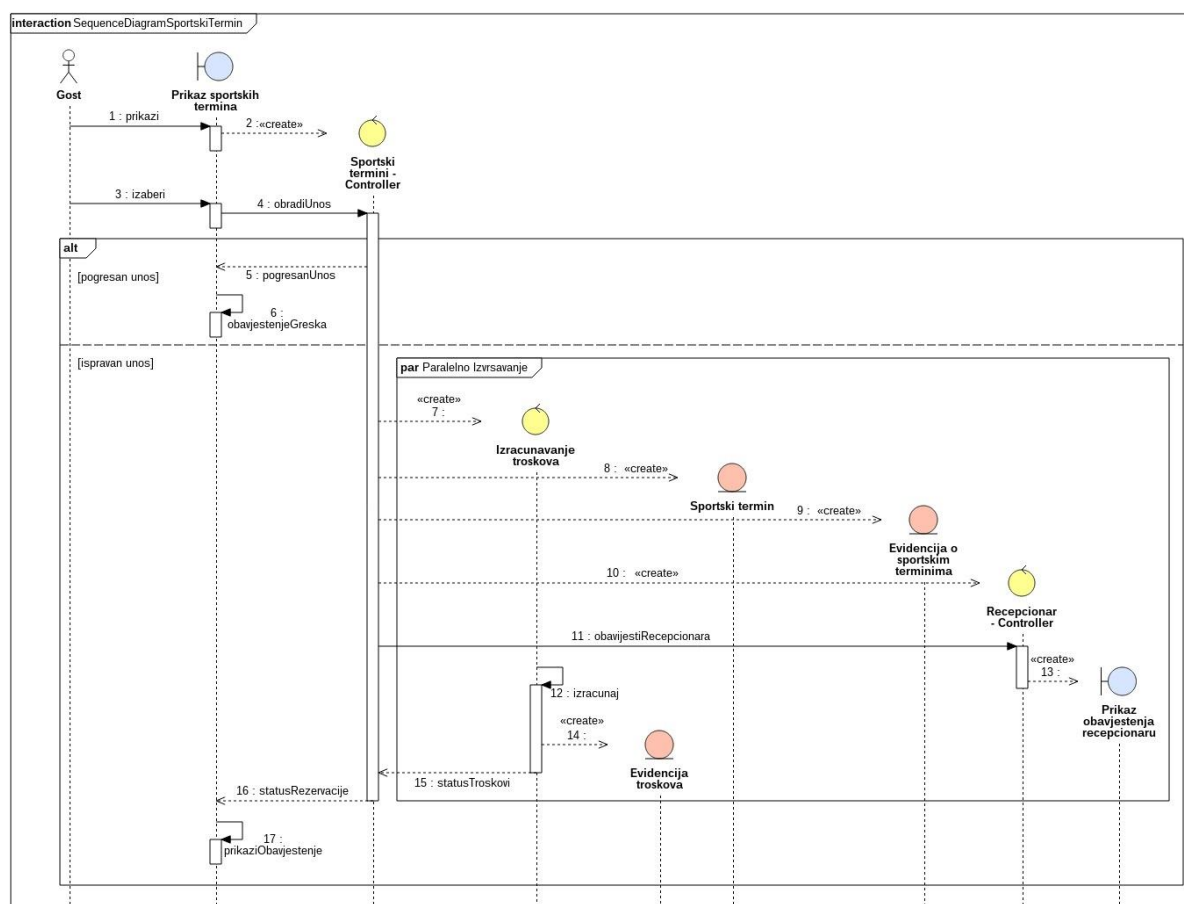 interaction SequenceDiagramSportskiTermin
Gost
Prikaz sportskih
termina
1 : prikazi
2 : «create»
Sportski
termini -
Controller
3 : izaberi
4 : obradiUnos
alt
[pogresan unos]
5 : pogresanUnos
6 :
obavjestenjeGreska
[ispravan unos]
par Paralelno Izvrsavanje
«create»
7 :
Izracunavanje
troskova
8 : «create»
Sportski termin
9 : «create»
Evidencija o
sportskim
terminima
10 : «create»
Recepcionar
- Controller
11 : obavijestiRecepcionara
«create»
13 :
12 : izracunaj
Prikaz
obavjestenja
recepcionaru
«create»
14 :
Evidencija
troskova
15 : statusTroskovi
16 : statusRezervacije
17 :
prikaziObavjestenje